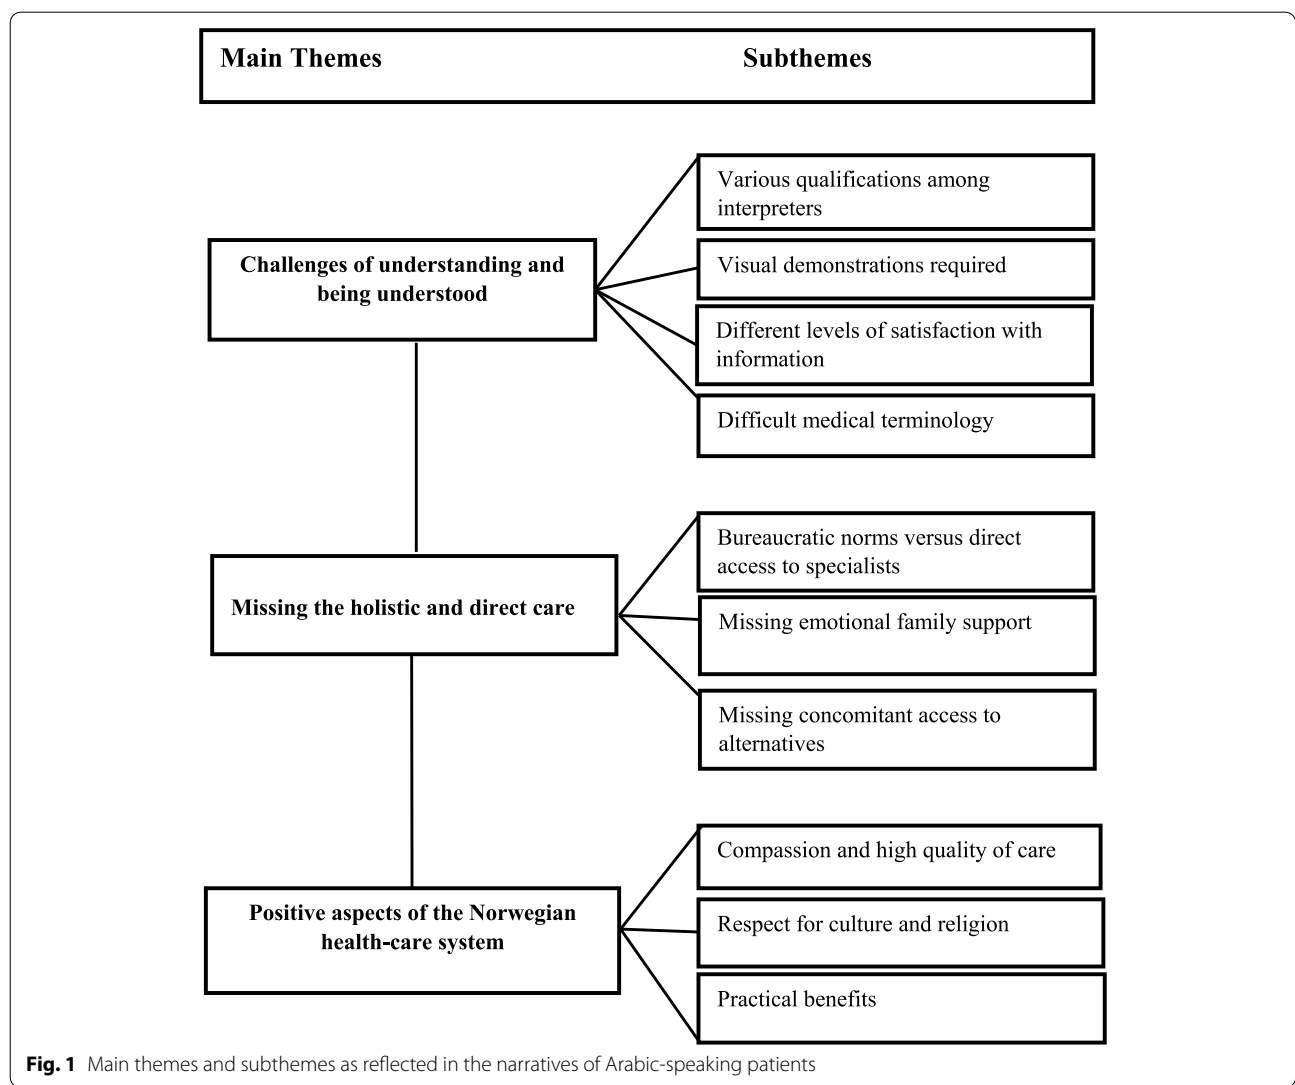 Main Themes Subthemes
Challenges of understanding and
being understood
Various qualifications among
interpreters
Visual demonstrations required
Different levels of satisfaction with
information
Difficult medical terminology
Missing the holistic and direct care
Bureaucratic norms versus direct
access to specialists
Missing emotional family support
Missing concomitant access to
alternatives
Positive aspects of the Norwegian
health-care system
Compassion and high quality of care
Respect for culture and religion
Practical benefits
Fig. 1 Main themes and subthemes as reflected in the narratives of Arabic-speaking patients